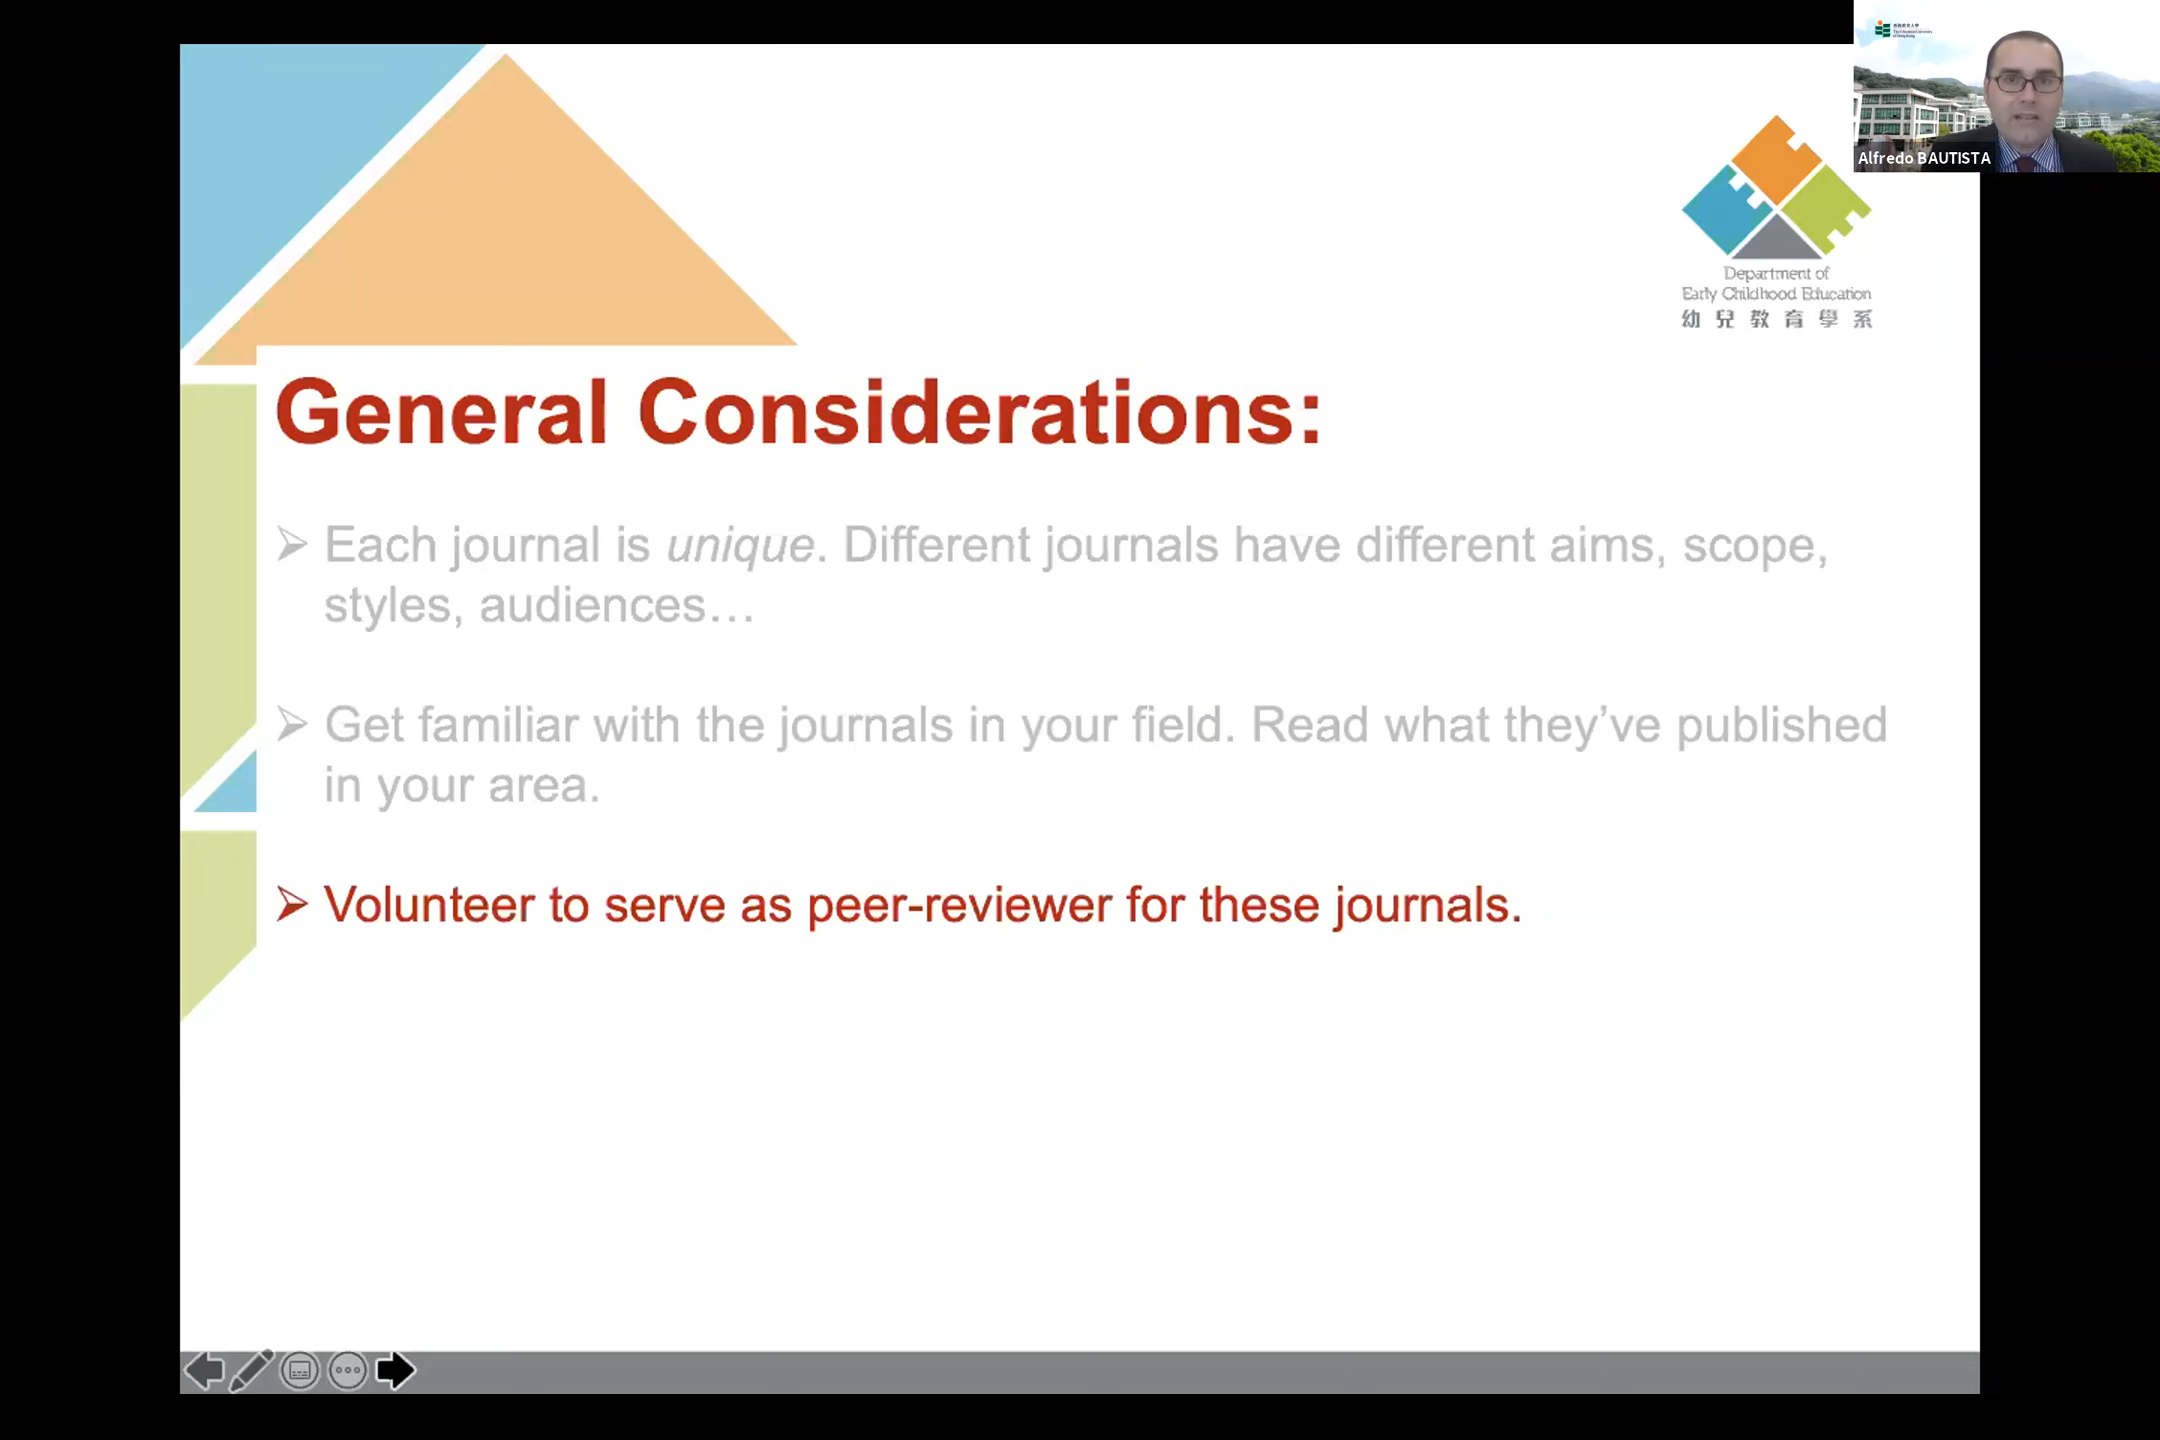 Alfredo BAUTISTA
Department of
Early Childhood Education
幼兒教育學系
General Considerations:
Each journal is unique. Different journals have different aims, scope,
styles, audiences…
Get familiar with the journals in your field. Read what they’ve published
in your area.
Volunteer to serve as peer-reviewer for these journals.